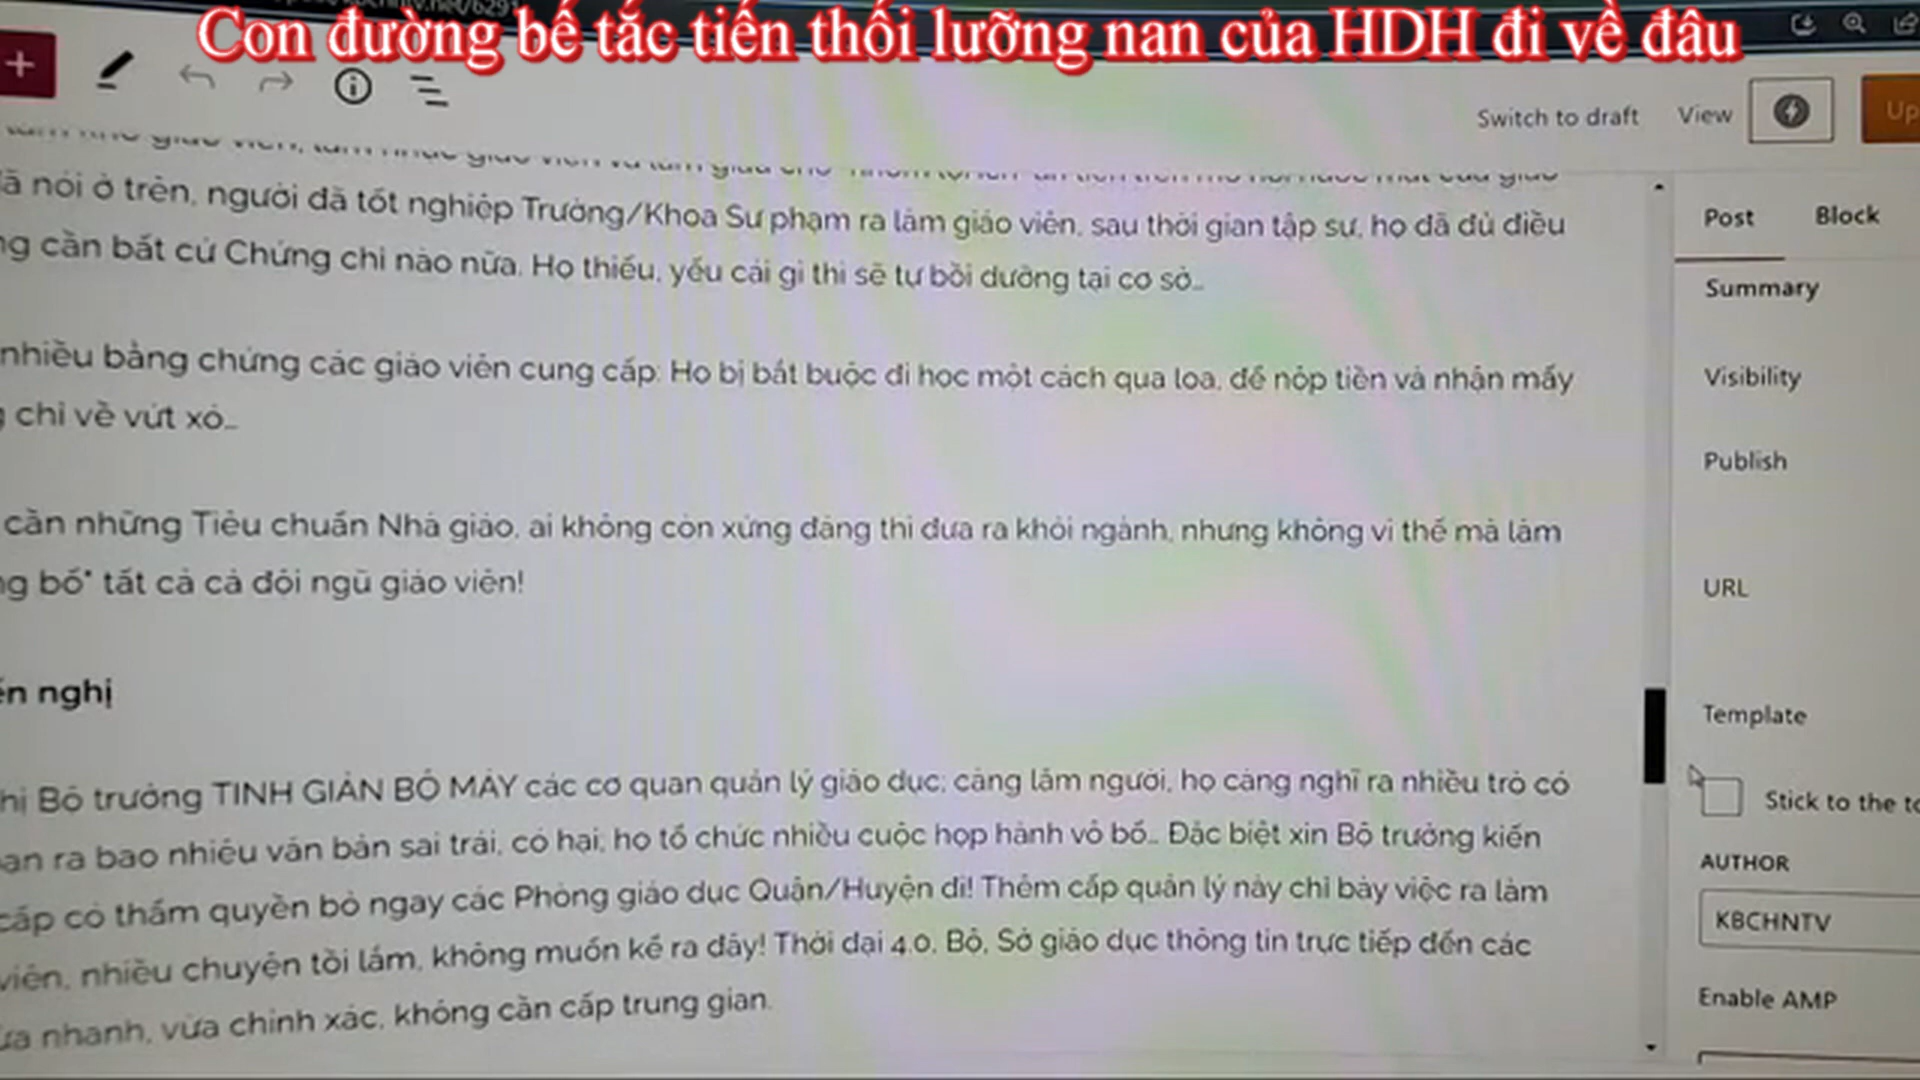 Con đường bế tắc tiến thối lưỡng nan của HDH đi về đâu
Switch to draft View Up
ã nói ở trên, người đã tốt nghiệp Trường/Khoa Sư phạm ra làm giáo viên, sau thời gian tập sự, họ đã đủ điều
ng cần bất cứ Chứng chỉ nào nữa. Họ thiếu, yếu cái gì thì sẽ tự bồi dưỡng tại cơ sở…
nhiều bằng chứng các giáo viên cung cấp: Họ bị bắt buộc đi học một cách qua loa, để nộp tiền và nhận mấy
chỉ về vứt xó…
cần những Tiêu chuẩn Nhà giáo, ai không còn xứng đáng thì đưa ra khỏi ngành, nhưng không vì thế mà làm
ng bố" tất cả cả đội ngũ giáo viên!
ến nghị
hị Bộ trưởng TINH GIẢN BỘ MÁY các cơ quan quản lý giáo dục; càng lắm người, họ càng nghĩ ra nhiều trò có
an ra bao nhiêu văn bản sai trái, có hại; họ tổ chức nhiều cuộc họp hành vô bổ… Đặc biệt xin Bộ trưởng kiến
cấp có thẩm quyền bỏ ngay các Phòng giáo dục Quận/Huyện đi! Thêm cấp quản lý này chỉ bày việc ra làm
viên, nhiều chuyện tồi lắm, không muốn kể ra đây! Thời đại 4.0, Bộ, Sở giáo dục thông tin trực tiếp đến các
ừa nhanh, vừa chính xác, không cần cấp trung gian.
Post Block
Summary
Visibility
Publish
URL
Template
Stick to the to
AUTHOR
KBCHNTV
Enable AMP